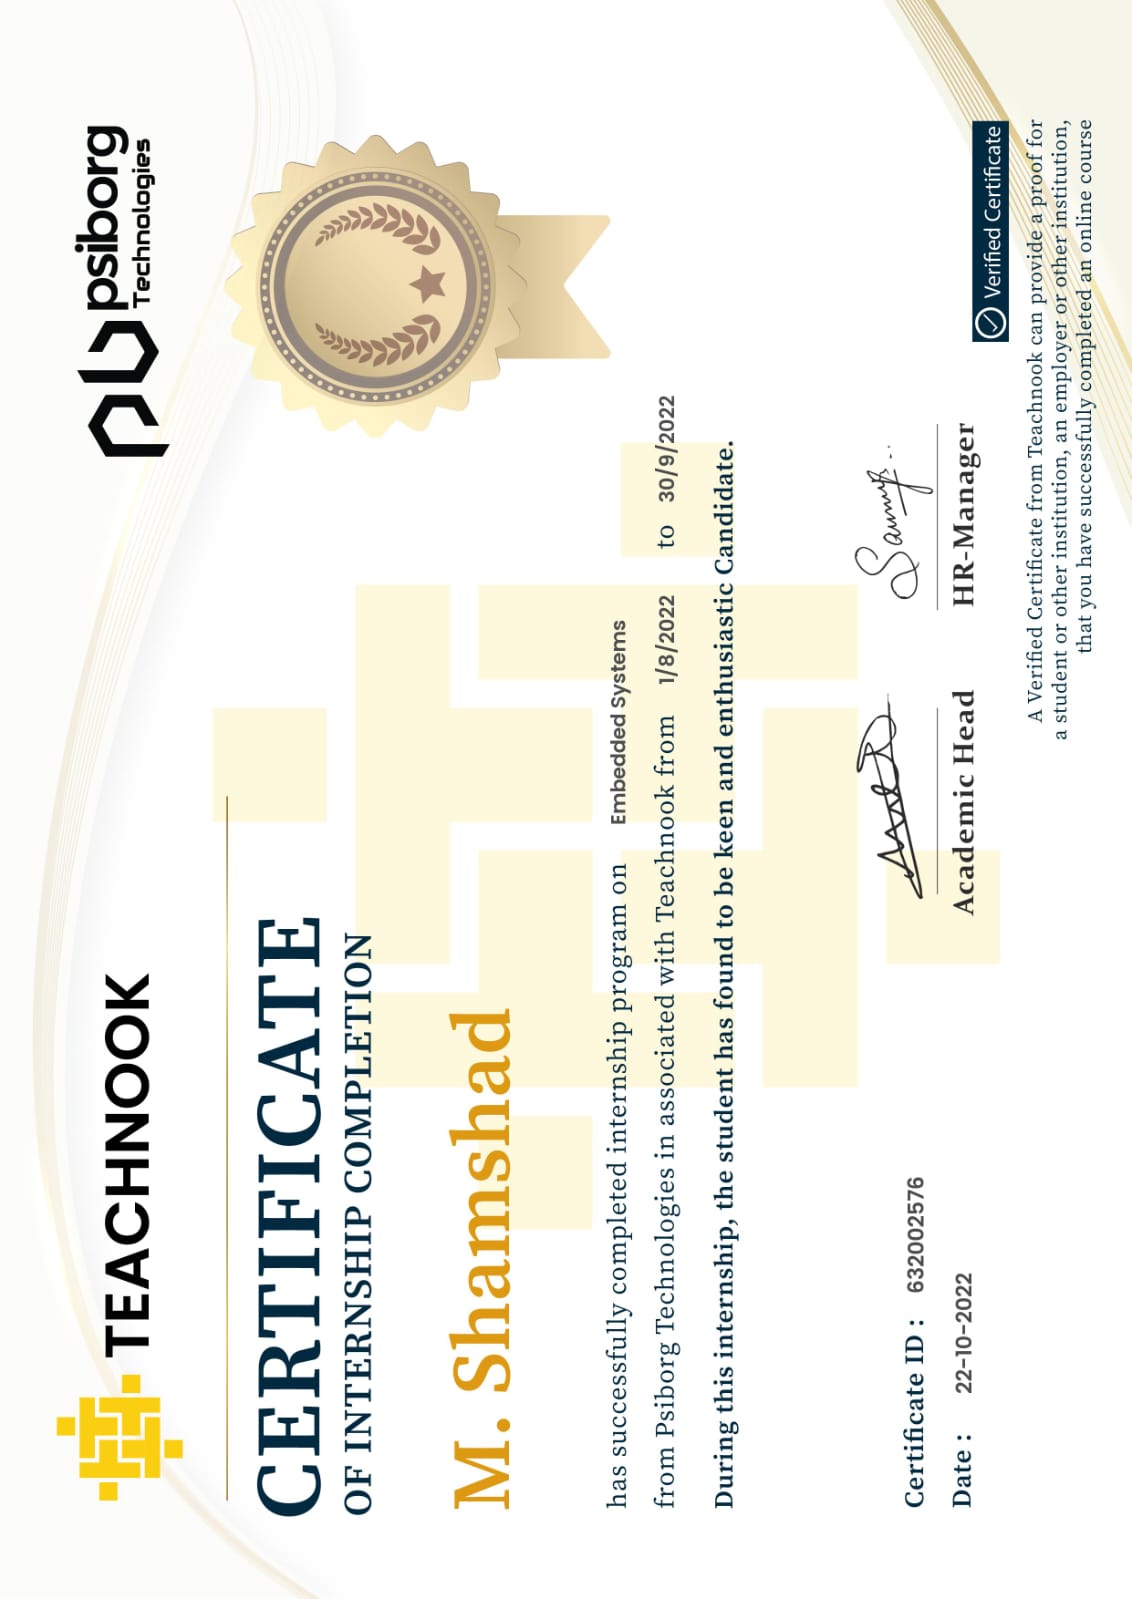 TEACHNOOK
psiborg
Technologies
CERTIFICATE
OF INTERNSHIP COMPLETION
M. Shamshad
has successfully completed internship program on Embedded Systems
from Psiborg Technologies in associated with Teachnook from 1/8/2022 to 30/9/2022
During this internship, the student has found to be keen and enthusiastic Candidate.
Certificate ID : 632002576
Date : 22-10-2022
Academic Head
HR-Manager
Verified Certificate
A Verified Certificate from Teachnook can provide a proof for
a student or other institution, an employer or other institution,
that you have successfully completed an online course